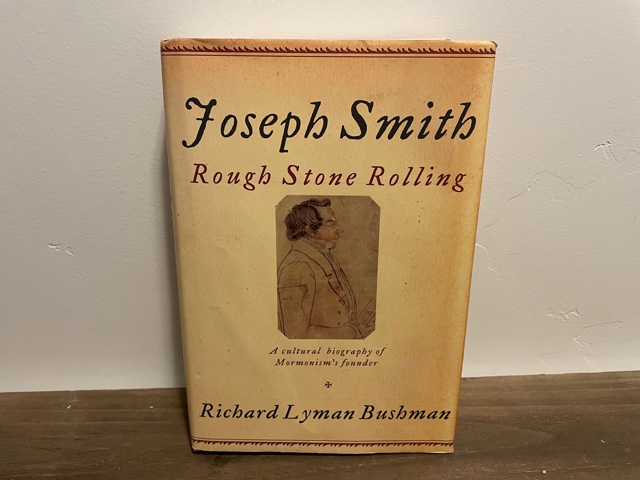 Joseph Smith
Rough Stone Rolling
A cultural biography of
Mormonism's founder
Richard Lyman Bushman